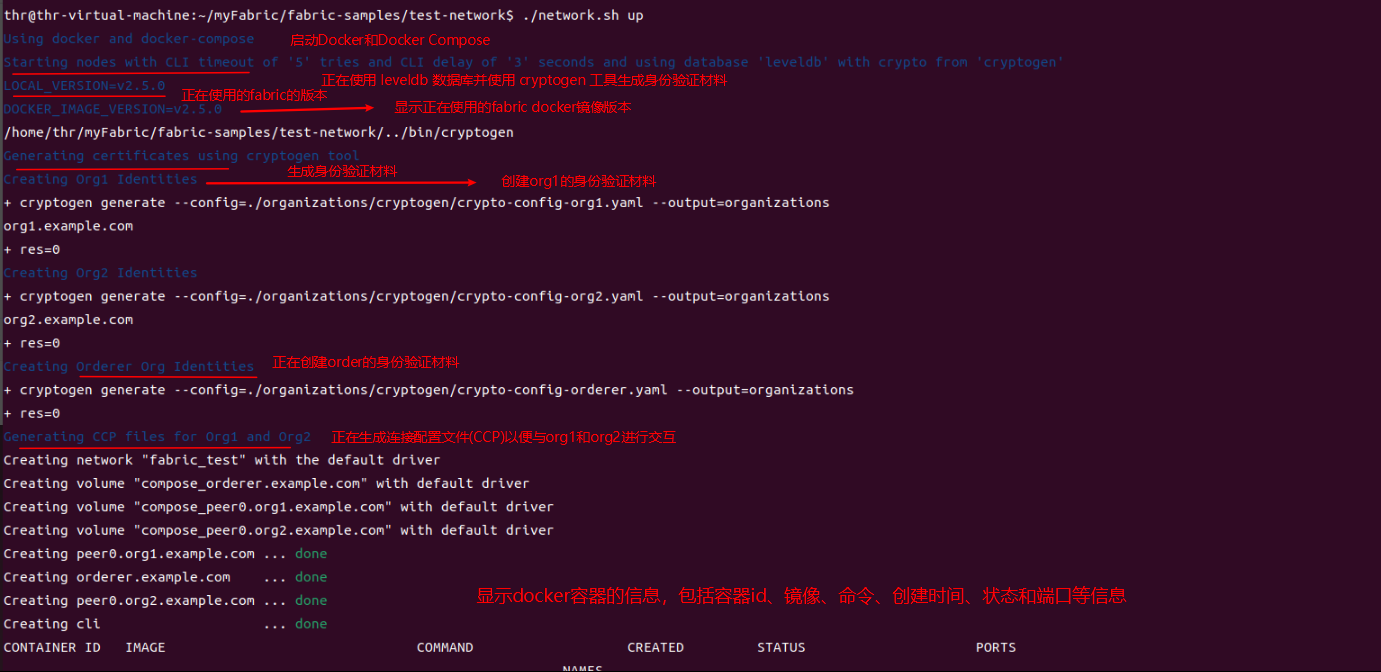 thr@thr-virtual-machine:~/myFabric/fabric-samples/test-network$ ./network.sh up
Using docker and docker-compose 启动Docker和Docker Compose
Starting nodes with CLI timeout of '5' tries and CLI delay of '3' seconds and using database 'leveldb' with crypto from 'cryptogen'
正在使用 leveldb 数据库并使用 cryptogen 工具生成身份验证材料
LOCAL_VERSION=v2.5.0 正在使用的fabric的版本
DOCKER_IMAGE_VERSION=v2.5.0 显示正在使用的fabric docker镜像版本
/home/thr/myFabric/fabric-samples/test-network/../bin/cryptogen
Generating certificates using cryptogen tool
生成身份验证材料
Creating Org1 Identities 创建org1的身份验证材料
+ cryptogen generate --config=./organizations/cryptogen/crypto-config-org1.yaml --output=organizations
org1.example.com
+ res=0
Creating Org2 Identities
+ cryptogen generate --config=./organizations/cryptogen/crypto-config-org2.yaml --output=organizations
org2.example.com
+ res=0
Creating Orderer Org Identities 正在创建order的身份验证材料
+ cryptogen generate --config=./organizations/cryptogen/crypto-config-orderer.yaml --output=organizations
+ res=0
Generating CCP files for Org1 and Org2 正在生成连接配置文件(CCP)以便与org1和org2进行交互
Creating network "fabric_test" with the default driver
Creating volume "compose_orderer.example.com" with default driver
Creating volume "compose_peer0.org1.example.com" with default driver
Creating volume "compose_peer0.org2.example.com" with default driver
Creating peer0.org1.example.com ... done
Creating orderer.example.com ... done
Creating peer0.org2.example.com ... done
显示docker容器的信息，包括容器id、镜像、命令、创建时间、状态和端口等信息
Creating cli ... done
CONTAINER ID IMAGE COMMAND CREATED STATUS PORTS
NAMES